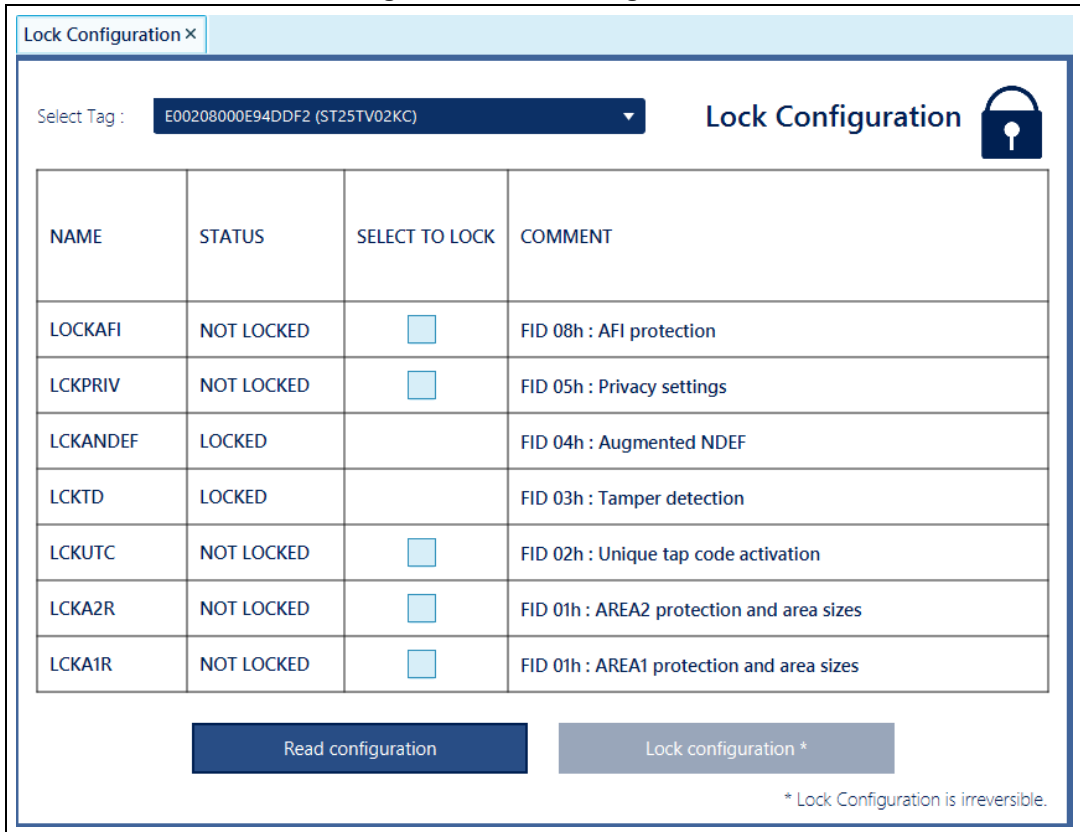 Lock Configuration ×
Select Tag : E00208000E94DDF2 (ST25TV02KC) Lock Configuration
NAME STATUS SELECT TO LOCK COMMENT
LOCKAFI NOT LOCKED FID 08h : AFI protection
LCKPRIV NOT LOCKED FID 05h : Privacy settings
LCKANDEF LOCKED FID 04h : Augmented NDEF
LCKTD LOCKED FID 03h : Tamper detection
LCKUTC NOT LOCKED FID 02h : Unique tap code activation
LCKA2R NOT LOCKED FID 01h : AREA2 protection and area sizes
LCKA1R NOT LOCKED FID 01h : AREA1 protection and area sizes
Read configuration Lock configuration *
* Lock Configuration is irreversible.